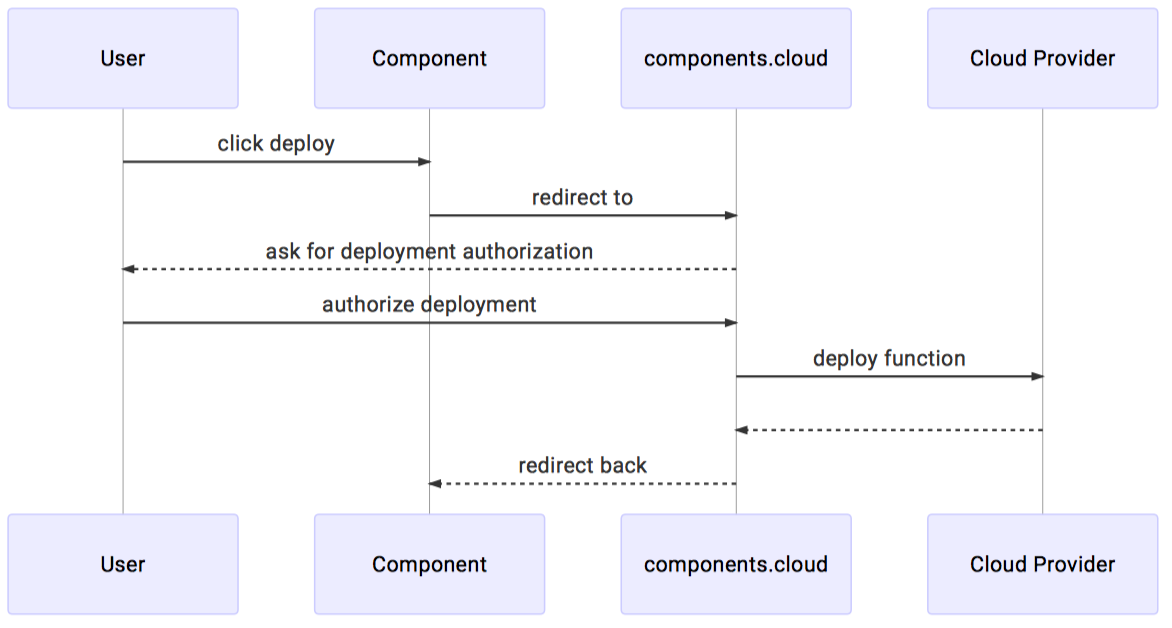 User
Component
components.cloud
Cloud Provider
click deploy
redirect to
ask for deployment authorization
authorize deployment
deploy function
redirect back
User
Component
components.cloud
Cloud Provider